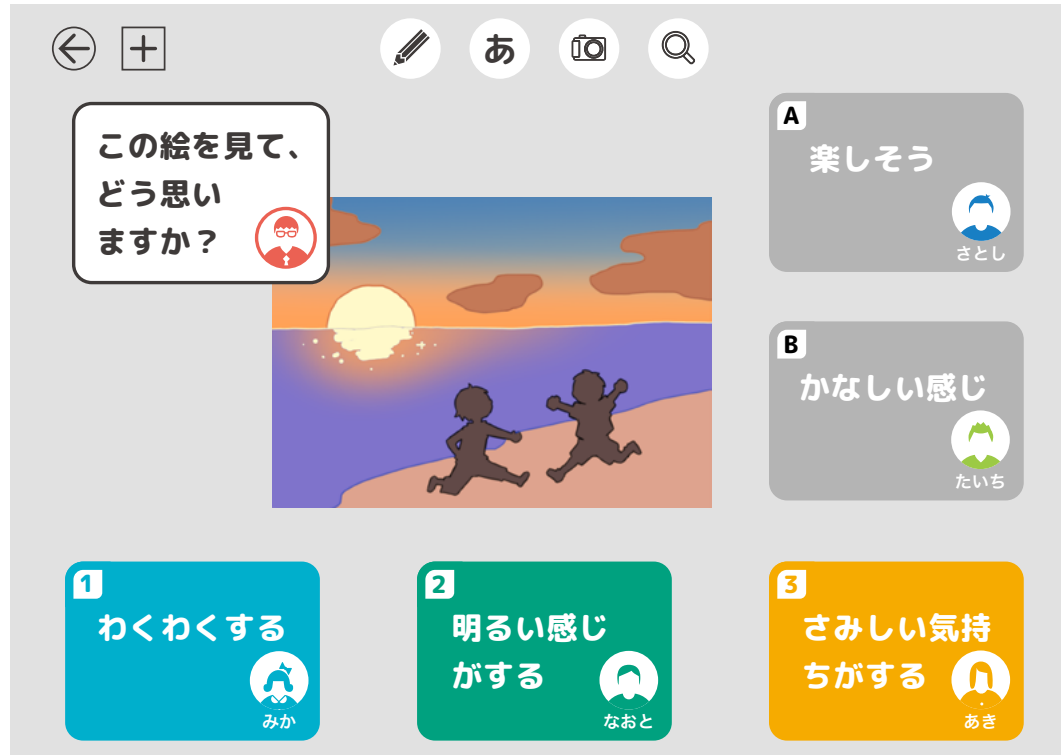 あ
この絵を見て、
どう思い
ますか？
A
楽しそう
さとし
B
かなしい感じ
たいち
1
わくわくする
みか
2
明るい感じ
がする
なおと
3
さみしい気持
ちがする
あき